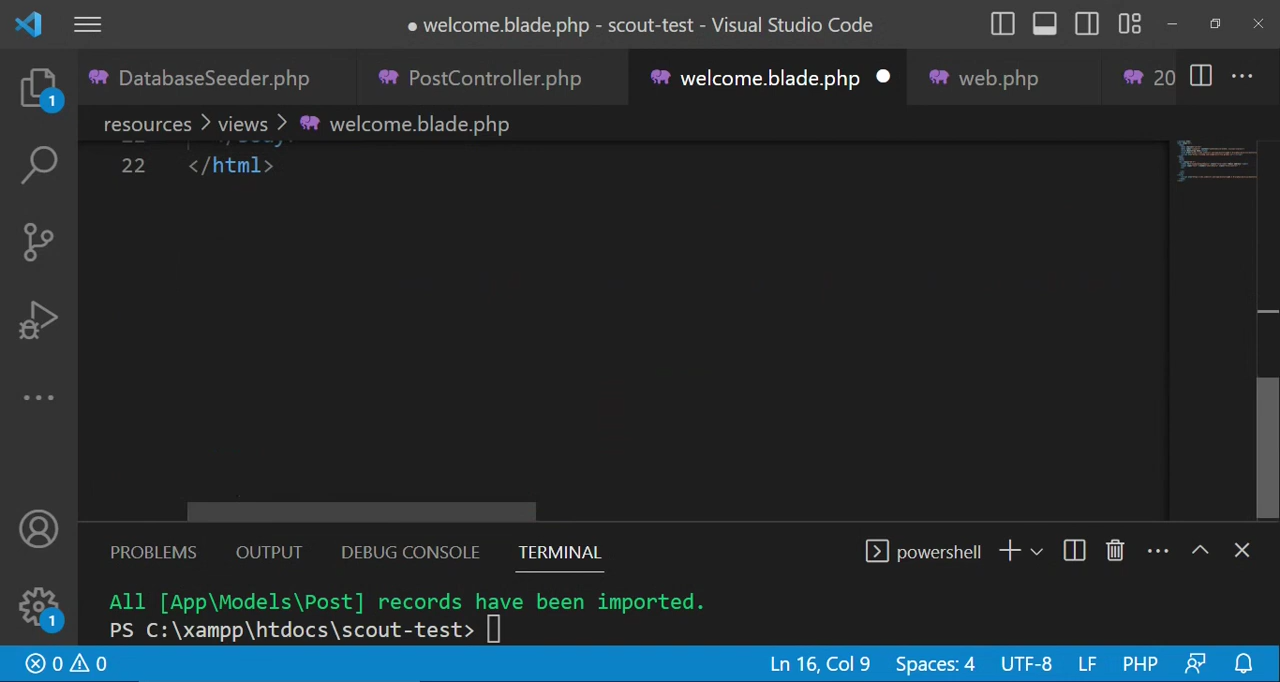 ● welcome.blade.php - scout-test - Visual Studio Code
DatabaseSeeder.php PostController.php welcome.blade.php ● web.php 20 ...
resources > views > welcome.blade.php
22 </html>
PROBLEMS OUTPUT DEBUG CONSOLE TERMINAL powershell
All [App\Models\Post] records have been imported.
PS C:\xampp\htdocs\scout-test>
0 0 Ln 16, Col 9 Spaces: 4 UTF-8 LF PHP
1
1